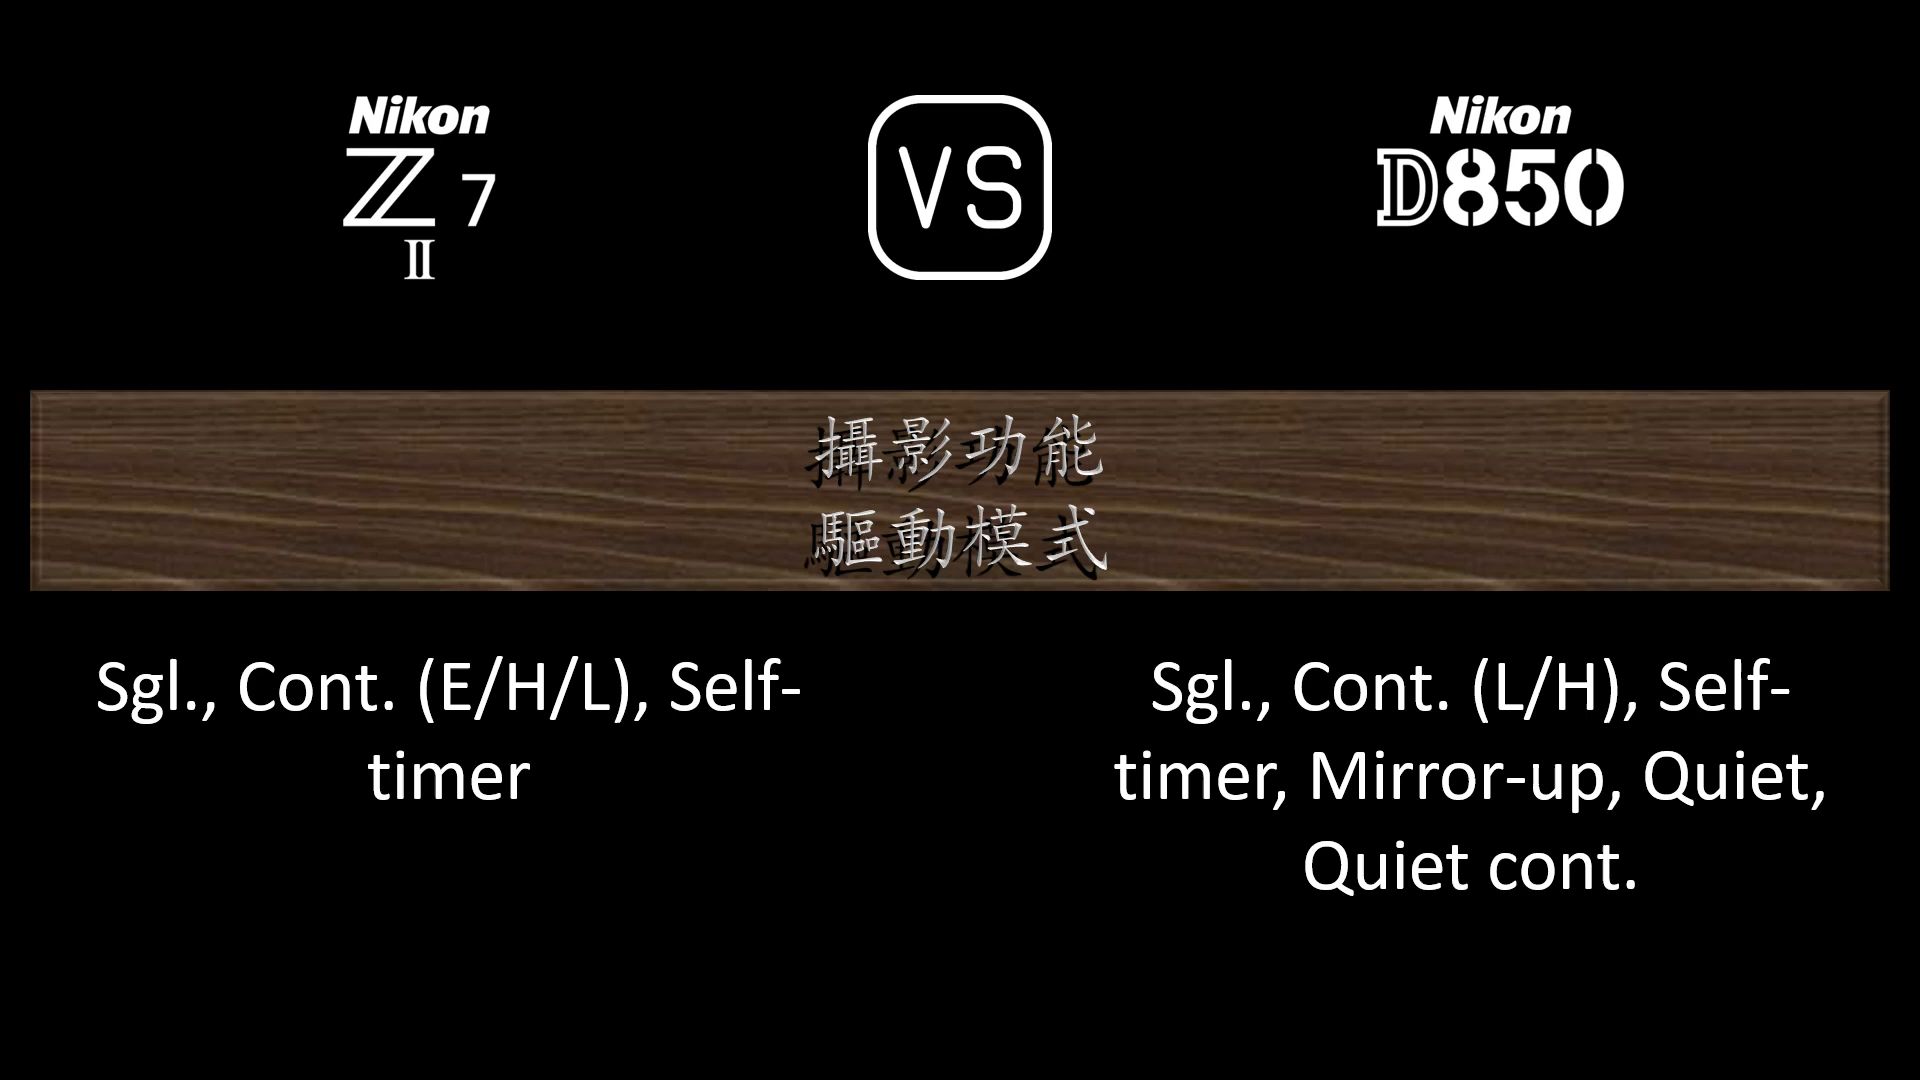 Nikon
Z 7
II
VS
Nikon
D850
攝影功能
驅動模式
Sgl., Cont. (E/H/L), Self-
timer
Sgl., Cont. (L/H), Self-
timer, Mirror-up, Quiet,
Quiet cont.